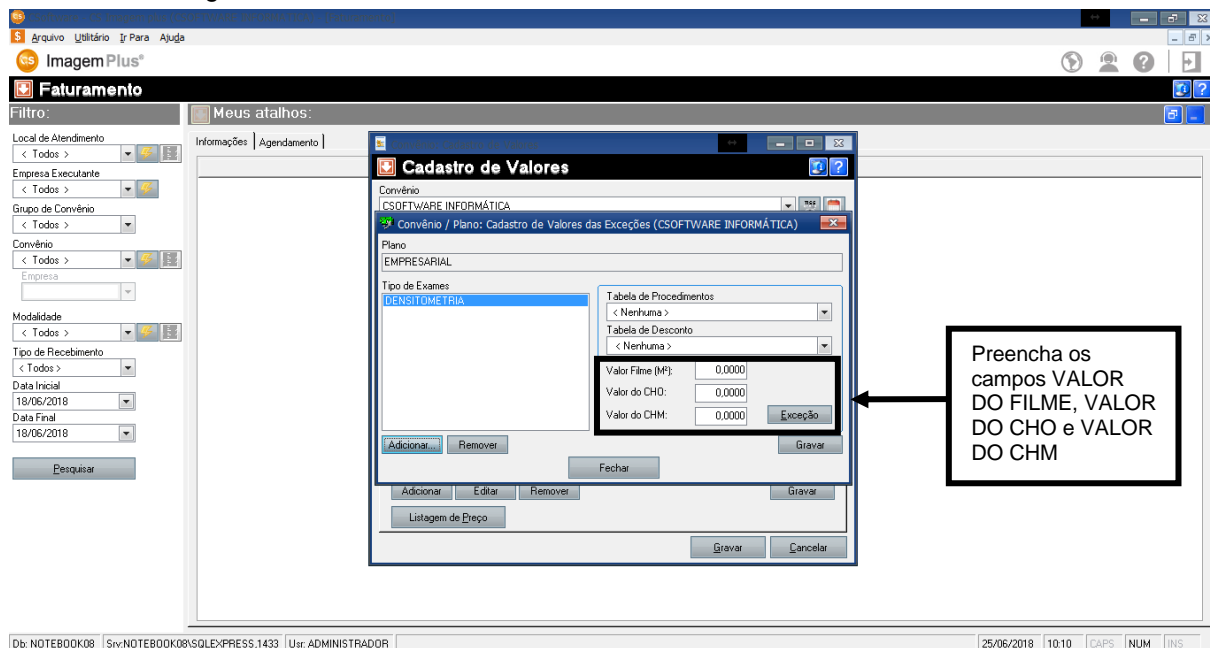 Arquivo Utilitário Ir Para Ajuda
ImagemPlus®
Faturamento
Filtro:
Meus atalhos:
Local de Atendimento
< Todos >
Empresa Executante
< Todos >
Grupo de Convênio
< Todos >
Convênio
< Todos >
Empresa
Modalidade
< Todos >
Tipo de Recebimento
< Todos >
Data Inicial
18/06/2018
Data Final
18/06/2018
Pesquisar
Informações Agendamento
Cadastro de Valores
Convênio
CSOFTWARE INFORMÁTICA
Convênio / Plano: Cadastro de Valores das Exceções (CSOFTWARE INFORMÁTICA)
Plano
EMPRESARIAL
Tipo de Exames
DENSITOMETRIA
Tabela de Procedimentos
< Nenhuma >
Tabela de Desconto
< Nenhuma >
Valor Filme (M²): 0,0000
Valor do CHO: 0,0000
Valor do CHM: 0,0000 Exceção
Adicionar... Remover Gravar
Fechar
Adicionar Editar Remover Gravar
Listagem de Preço
Gravar Cancelar
Preencha os
campos VALOR
DO FILME, VALOR
DO CHO e VALOR
DO CHM
Db: NOTEBOOK08 Srv:NOTEBOOK08\SQLEXPRESS,1433 Usr: ADMINISTRADOR 25/06/2018 10:10 CAPS NUM INS